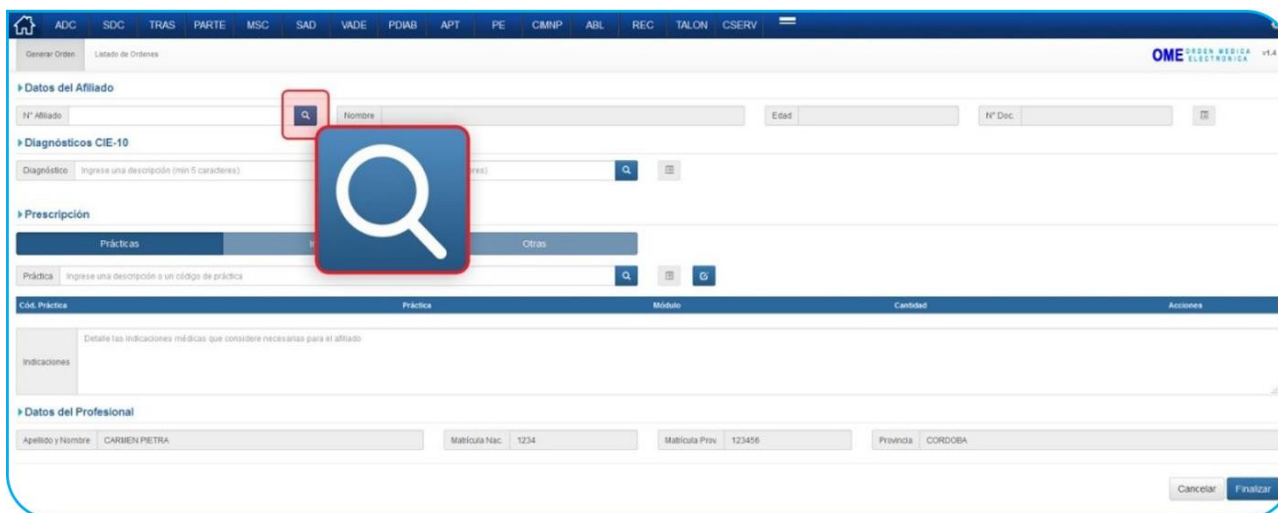 ADC SDC TRAS PARTE MSC SAD VADE PDIAB APT PE CIMNP ABL REC TALON CSERV
Generar Orden Listado de Ordenes OME ORDEN MEDICA ELECTRONICA v1.4
Datos del Afiliado
N° Afiliado Nombre Edad N° Doc.
Diagnósticos CIE-10
Diagnóstico Ingrese una descripción (min 5 caracteres)
Prescripción
Prácticas Otras
Práctica Ingrese una descripción o un código de práctica
Cód. Práctica Práctica Módulo Cantidad Acciones
Detalle las indicaciones médicas que considere necesarias para el afiliado
Indicaciones
Datos del Profesional
Apellido y Nombre CARMEN PIETRA Matrícula Nac. 1234 Matrícula Prov 123456 Provincia CORDOBA
Cancelar Finalizar